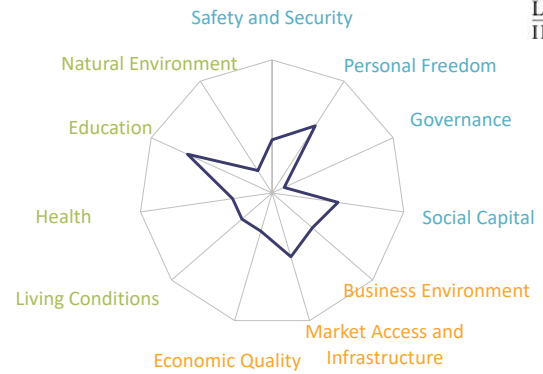 Safety and Security
Natural Environment
Personal Freedom
Education
Governance
Health
Social Capital
Living Conditions
Business Environment
Market Access and
Infrastructure
Economic Quality